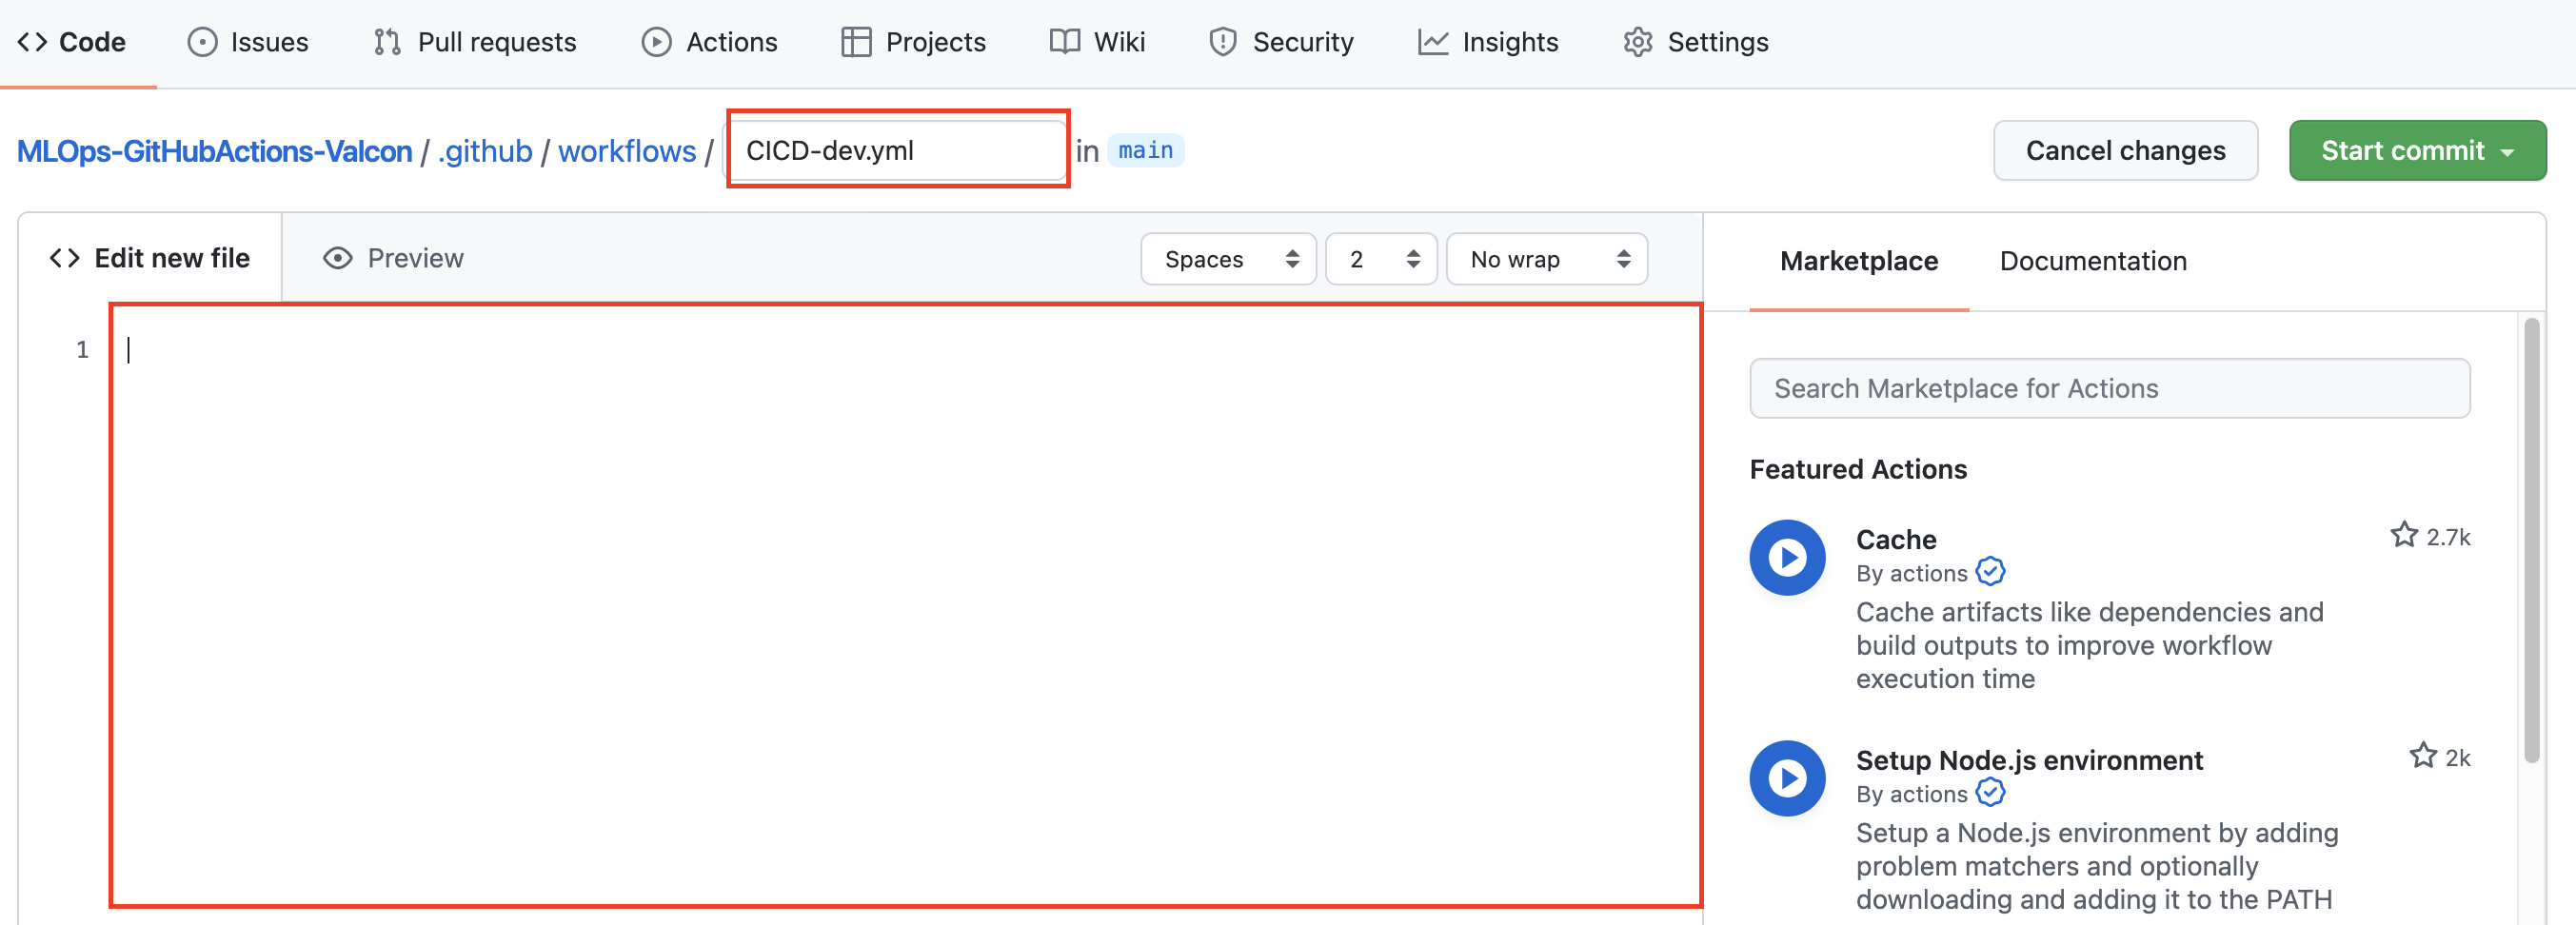 Code Issues Pull requests Actions Projects Wiki Security Insights Settings
MLOps-GitHubActions-Valcon / .github / workflows / CICD-dev.yml in main Cancel changes Start commit
Edit new file Preview Spaces 2 No wrap
Marketplace Documentation
1
Search Marketplace for Actions
Featured Actions
Cache 2.7k
By actions
Cache artifacts like dependencies and
build outputs to improve workflow
execution time
Setup Node.js environment 2k
By actions
Setup a Node.js environment by adding
problem matchers and optionally
downloading and adding it to the PATH